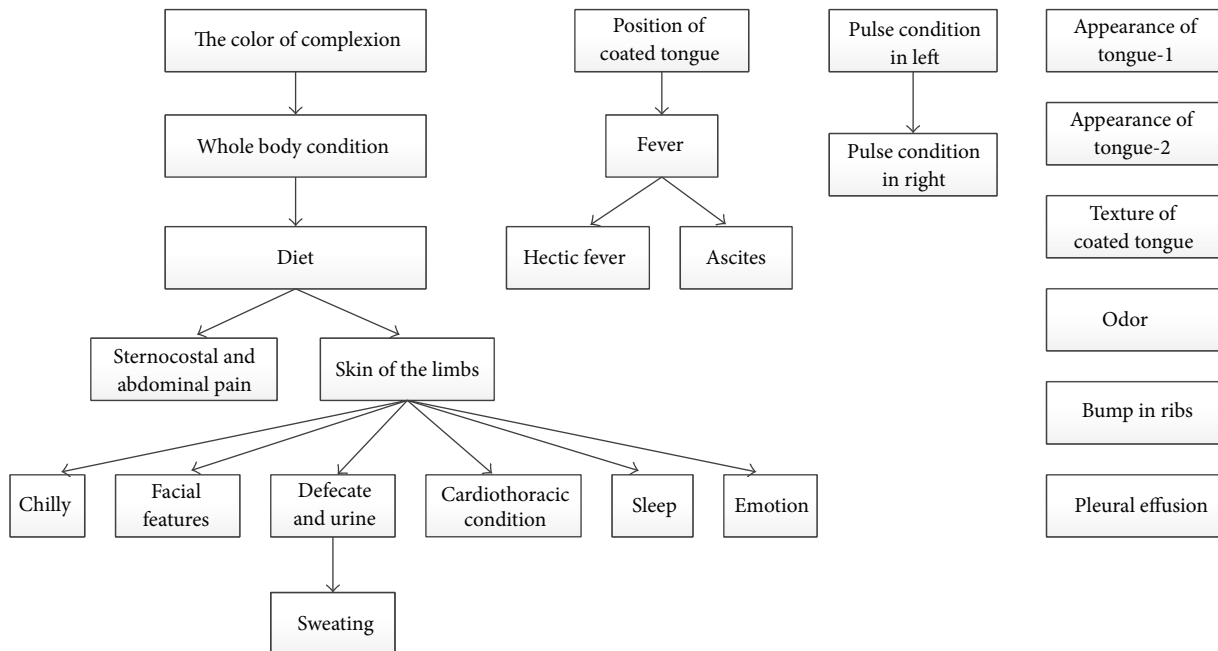 The color of complexion
Position of
coated tongue
Pulse condition
in left
Appearance of
tongue-1
Whole body condition
Fever
Pulse condition
in right
Appearance of
tongue-2
Diet
Hectic fever
Ascites
Texture of
coated tongue
Sternocostal and
abdominal pain
Skin of the limbs
Odor
Bump in ribs
Chilly
Facial
features
Defecate
and urine
Cardiothoracic
condition
Sleep
Emotion
Pleural effusion
Sweating